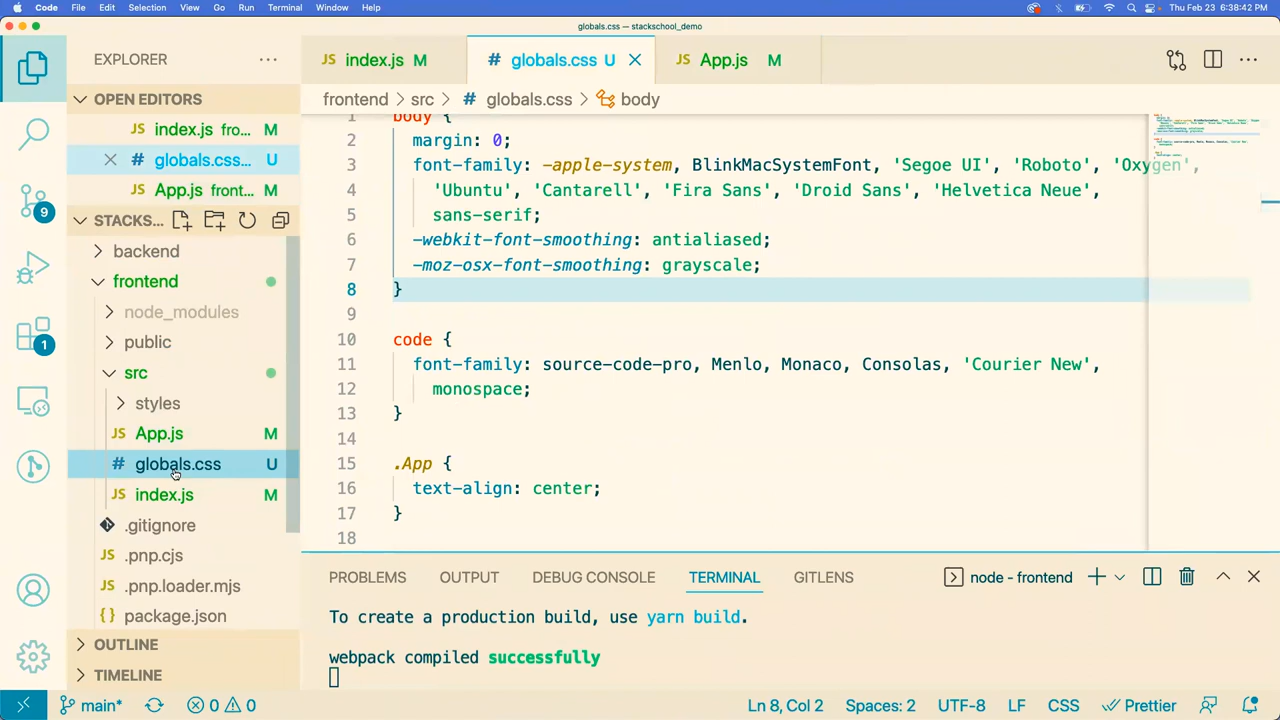 Code File Edit Selection View Go Run Terminal Window Help Thu Feb 23 6:38:42 PM
globals.css — stackschool_demo
EXPLORER
index.js M
globals.css U
App.js M
OPEN EDITORS
frontend > src > # globals.css > body
JS index.js fro... M
# globals.css... U
JS App.js front... M
STACKS...
backend
frontend
node_modules
public
src
styles
JS App.js M
# globals.css U
JS index.js M
.gitignore
JS .pnp.cjs
JS .pnp.loader.mjs
{} package.json
OUTLINE
TIMELINE
9
1
1 body {
2 margin: 0;
3 font-family: -apple-system, BlinkMacSystemFont, 'Segoe UI', 'Roboto', 'Oxygen',
4 'Ubuntu', 'Cantarell', 'Fira Sans', 'Droid Sans', 'Helvetica Neue',
5 sans-serif;
6 -webkit-font-smoothing: antialiased;
7 -moz-osx-font-smoothing: grayscale;
8 }
9
10 code {
11 font-family: source-code-pro, Menlo, Monaco, Consolas, 'Courier New',
12 monospace;
13 }
14
15 .App {
16 text-align: center;
17 }
18
PROBLEMS OUTPUT DEBUG CONSOLE TERMINAL GITLENS node - frontend
To create a production build, use yarn build.
webpack compiled successfully
main* 0 0 Ln 8, Col 2 Spaces: 2 UTF-8 LF CSS Prettier